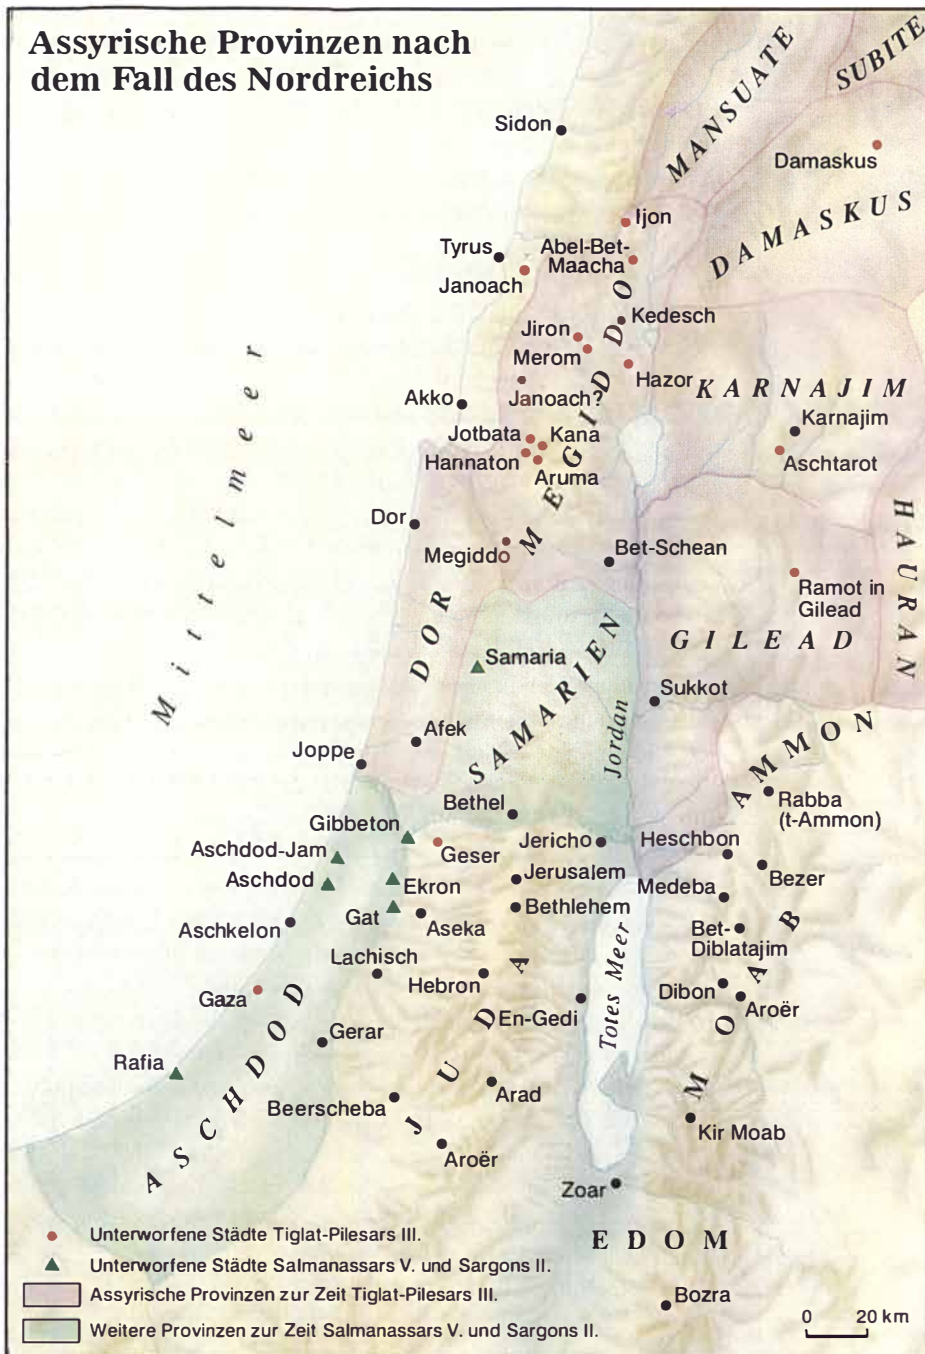 Assyrische Provinzen nach
dem Fall des Nordreichs
MANSUATE
SUBITE
Sidon
Damaskus
DAMASKUS
Ijon
Tyrus
Abel-Bet-
Maacha
Janoach
Kedesch
Jiron
Merom
Hazor
KARNAJIM
Janoach?
Akko
Karnajim
Jotbata
Kana
Hannaton
Aruma
Aschtarot
MEGIDDO
Mittelmeer
HAURAN
Dor
Megiddo
Bet-Schean
Ramot in
Gilead
DOR
GILEAD
Samaria
SAMARIEN
Sukkot
Jordan
Afek
AMMON
Joppe
Rabba
(t-Ammon)
Bethel
Gibbeton
Geser
Jericho
Heschbon
Aschdod-Jam
Aschdod
Ekron
Jerusalem
Bezer
Medeba
Gat
Aseka
Bethlehem
Aschkelon
Bet-
Diblatajim
Lachisch
Hebron
Totes Meer
Dibon
Aroër
Gaza
En-Gedi
MOAB
Gerar
JUDA
Rafia
ASCHDOD
Beerscheba
Arad
Kir Moab
Aroër
Zoar
EDOM
Bozra
Unterworfene Städte Tiglat-Pilesars III.
Unterworfene Städte Salmanassars V. und Sargons II.
Assyrische Provinzen zur Zeit Tiglat-Pilesars III.
Weitere Provinzen zur Zeit Salmanassars V. und Sargons II.
0 20 km